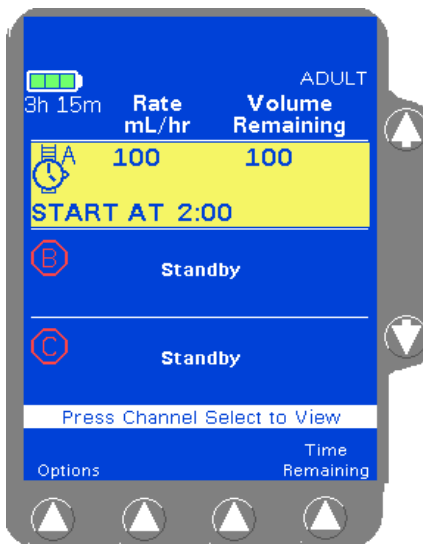 ADULT
3h 15m Rate Volume
mL/hr Remaining
A 100 100
START AT 2:00
B
Standby
C
Standby
Press Channel Select to View
Time
Options Remaining